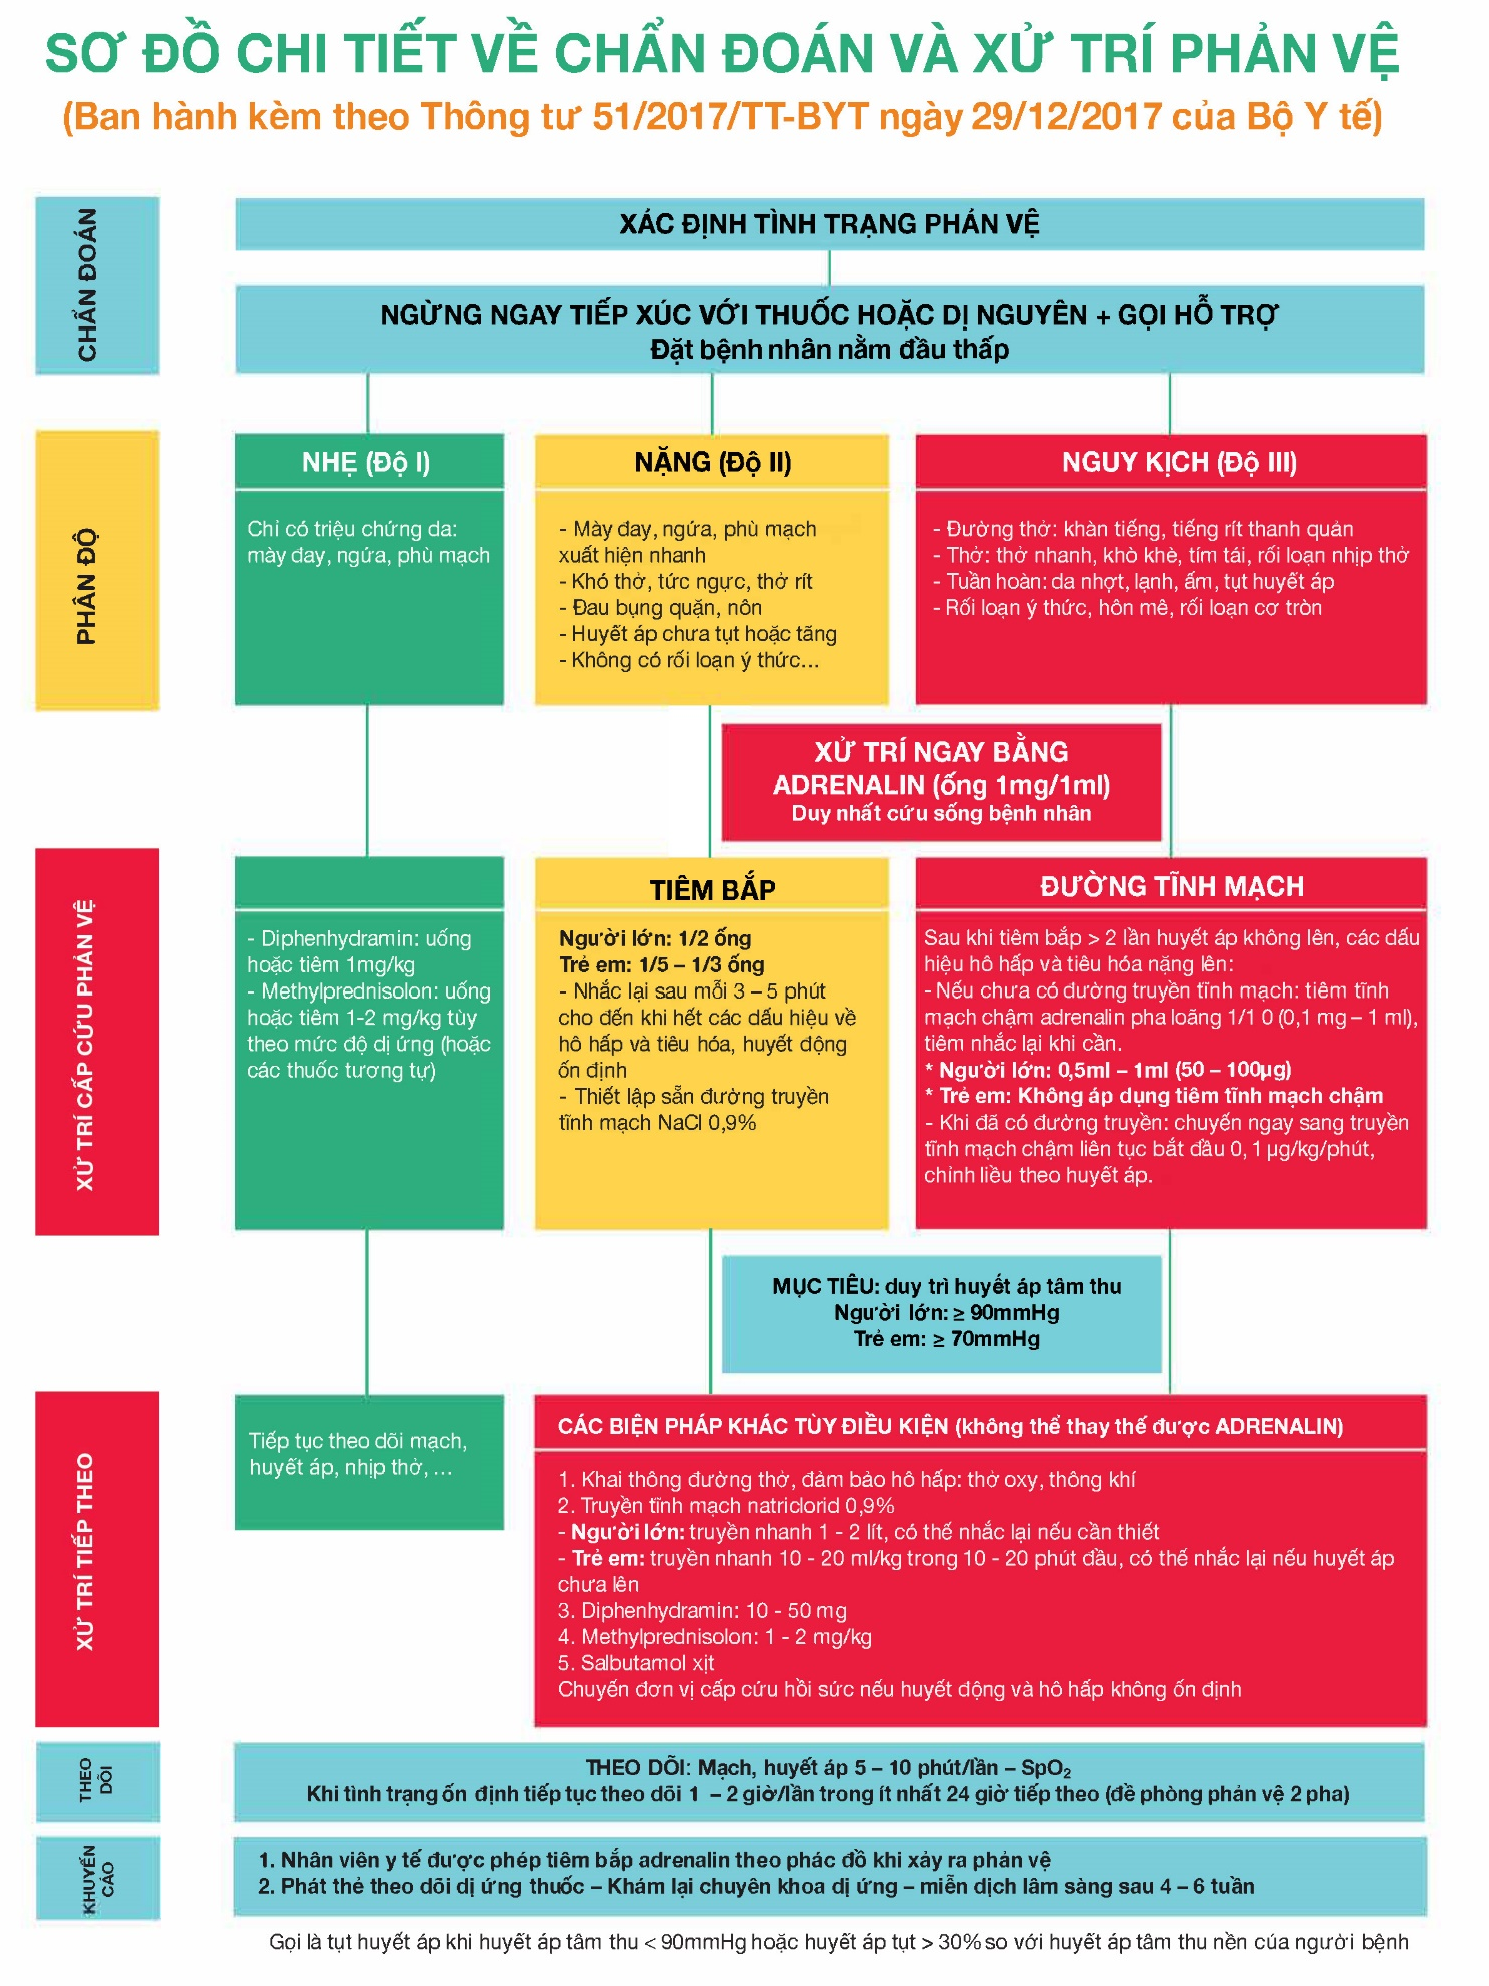 SƠ ĐỒ CHI TIẾT VỀ CHẨN ĐOÁN VÀ XỬ TRÍ PHẢN VỆ
(Ban hành kèm theo Thông tư 51/2017/TT-BYT ngày 29/12/2017 của Bộ Y tế)
CHẨN ĐOÁN
XÁC ĐỊNH TÌNH TRẠNG PHẢN VỆ
NGỪNG NGAY TIẾP XÚC VỚI THUỐC HOẶC DỊ NGUYÊN + GỌI HỖ TRỢ
Đặt bệnh nhân nằm đầu thấp
PHÂN ĐỘ
NHẸ (Độ I)
Chỉ có triệu chứng da:
mày đay, ngứa, phù mạch
NẶNG (Độ II)
- Mày đay, ngứa, phù mạch
xuất hiện nhanh
- Khó thở, tức ngực, thở rít
- Đau bụng quặn, nôn
- Huyết áp chưa tụt hoặc tăng
- Không có rối loạn ý thức...
NGUY KỊCH (Độ III)
- Đường thở: khàn tiếng, tiếng rít thanh quản
- Thở: thở nhanh, khò khè, tím tái, rối loạn nhịp thở
- Tuần hoàn: da nhợt, lạnh, ẩm, tụt huyết áp
- Rối loạn ý thức, hôn mê, rối loạn cơ tròn
XỬ TRÍ NGAY BẰNG
ADRENALIN (ống 1mg/1ml)
Duy nhất cứu sống bệnh nhân
XỬ TRÍ CẤP CỨU PHẢN VỆ
- Diphenhydramin: uống
hoặc tiêm 1mg/kg
- Methylprednisolon: uống
hoặc tiêm 1-2 mg/kg tùy
theo mức độ dị ứng (hoặc
các thuốc tương tự)
TIÊM BẮP
Người lớn: 1/2 ống
Trẻ em: 1/5 – 1/3 ống
- Nhắc lại sau mỗi 3 – 5 phút
cho đến khi hết các dấu hiệu về
hô hấp và tiêu hóa, huyết động
ổn định
- Thiết lập sẵn đường truyền
tĩnh mạch NaCl 0,9%
ĐƯỜNG TĨNH MẠCH
Sau khi tiêm bắp > 2 lần huyết áp không lên, các dấu
hiệu hô hấp và tiêu hóa nặng lên:
- Nếu chưa có đường truyền tĩnh mạch: tiêm tĩnh
mạch chậm adrenalin pha loãng 1/1 0 (0,1 mg – 1 ml),
tiêm nhắc lại khi cần.
* Người lớn: 0,5ml – 1ml (50 – 100µg)
* Trẻ em: Không áp dụng tiêm tĩnh mạch chậm
- Khi đã có đường truyền: chuyển ngay sang truyền
tĩnh mạch chậm liên tục bắt đầu 0, 1 µg/kg/phút,
chỉnh liều theo huyết áp.
MỤC TIÊU: duy trì huyết áp tâm thu
Người lớn: ≥ 90mmHg
Trẻ em: ≥ 70mmHg
XỬ TRÍ TIẾP THEO
Tiếp tục theo dõi mạch,
huyết áp, nhịp thở, ...
CÁC BIỆN PHÁP KHÁC TÙY ĐIỀU KIỆN (không thể thay thế được ADRENALIN)
1. Khai thông đường thở, đảm bảo hô hấp: thở oxy, thông khí
2. Truyền tĩnh mạch natriclorid 0,9%
- Người lớn: truyền nhanh 1 - 2 lít, có thể nhắc lại nếu cần thiết
- Trẻ em: truyền nhanh 10 - 20 ml/kg trong 10 - 20 phút đầu, có thể nhắc lại nếu huyết áp
chưa lên
3. Diphenhydramin: 10 - 50 mg
4. Methylprednisolon: 1 - 2 mg/kg
5. Salbutamol xịt
Chuyển đơn vị cấp cứu hồi sức nếu huyết động và hô hấp không ổn định
THEO
DÕI
THEO DÕI: Mạch, huyết áp 5 – 10 phút/lần – SpO₂
Khi tình trạng ổn định tiếp tục theo dõi 1 – 2 giờ/lần trong ít nhất 24 giờ tiếp theo (đề phòng phản vệ 2 pha)
KHUYẾN
CÁO
1. Nhân viên y tế được phép tiêm bắp adrenalin theo phác đồ khi xảy ra phản vệ
2. Phát thẻ theo dõi dị ứng thuốc – Khám lại chuyên khoa dị ứng – miễn dịch lâm sàng sau 4 – 6 tuần
Gọi là tụt huyết áp khi huyết áp tâm thu < 90mmHg hoặc huyết áp tụt > 30% so với huyết áp tâm thu nền của người bệnh